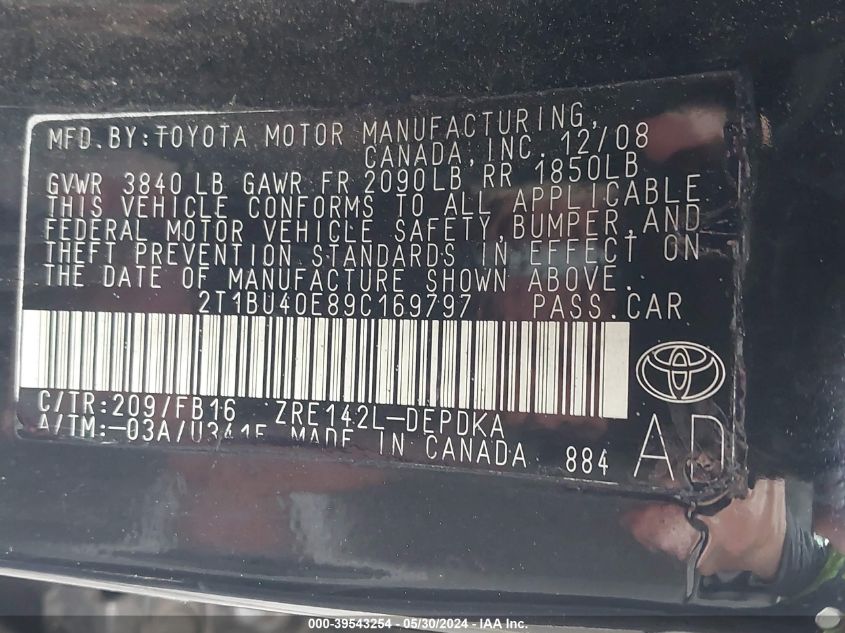 MFD.BY:TOYOTA MOTOR MANUFACTURING,
CANADA,INC. 12/08
GVWR 3840 LB GAWR FR 2090LB RR 1850LB
THIS VEHICLE CONFORMS TO ALL APPLICABLE
FEDERAL MOTOR VEHICLE SAFETY,BUMPER,AND
THEFT PREVENTION STANDARDS IN EFFECT ON
THE DATE OF MANUFACTURE SHOWN ABOVE.
2T1BU40E89C169797 PASS.CAR
C/TR:209/FB16 ZRE142L-DEPDKA
A/TM:-03A/U341F MADE IN CANADA 884
AD
000-39543254 - 05/30/2024 - IAA Inc.